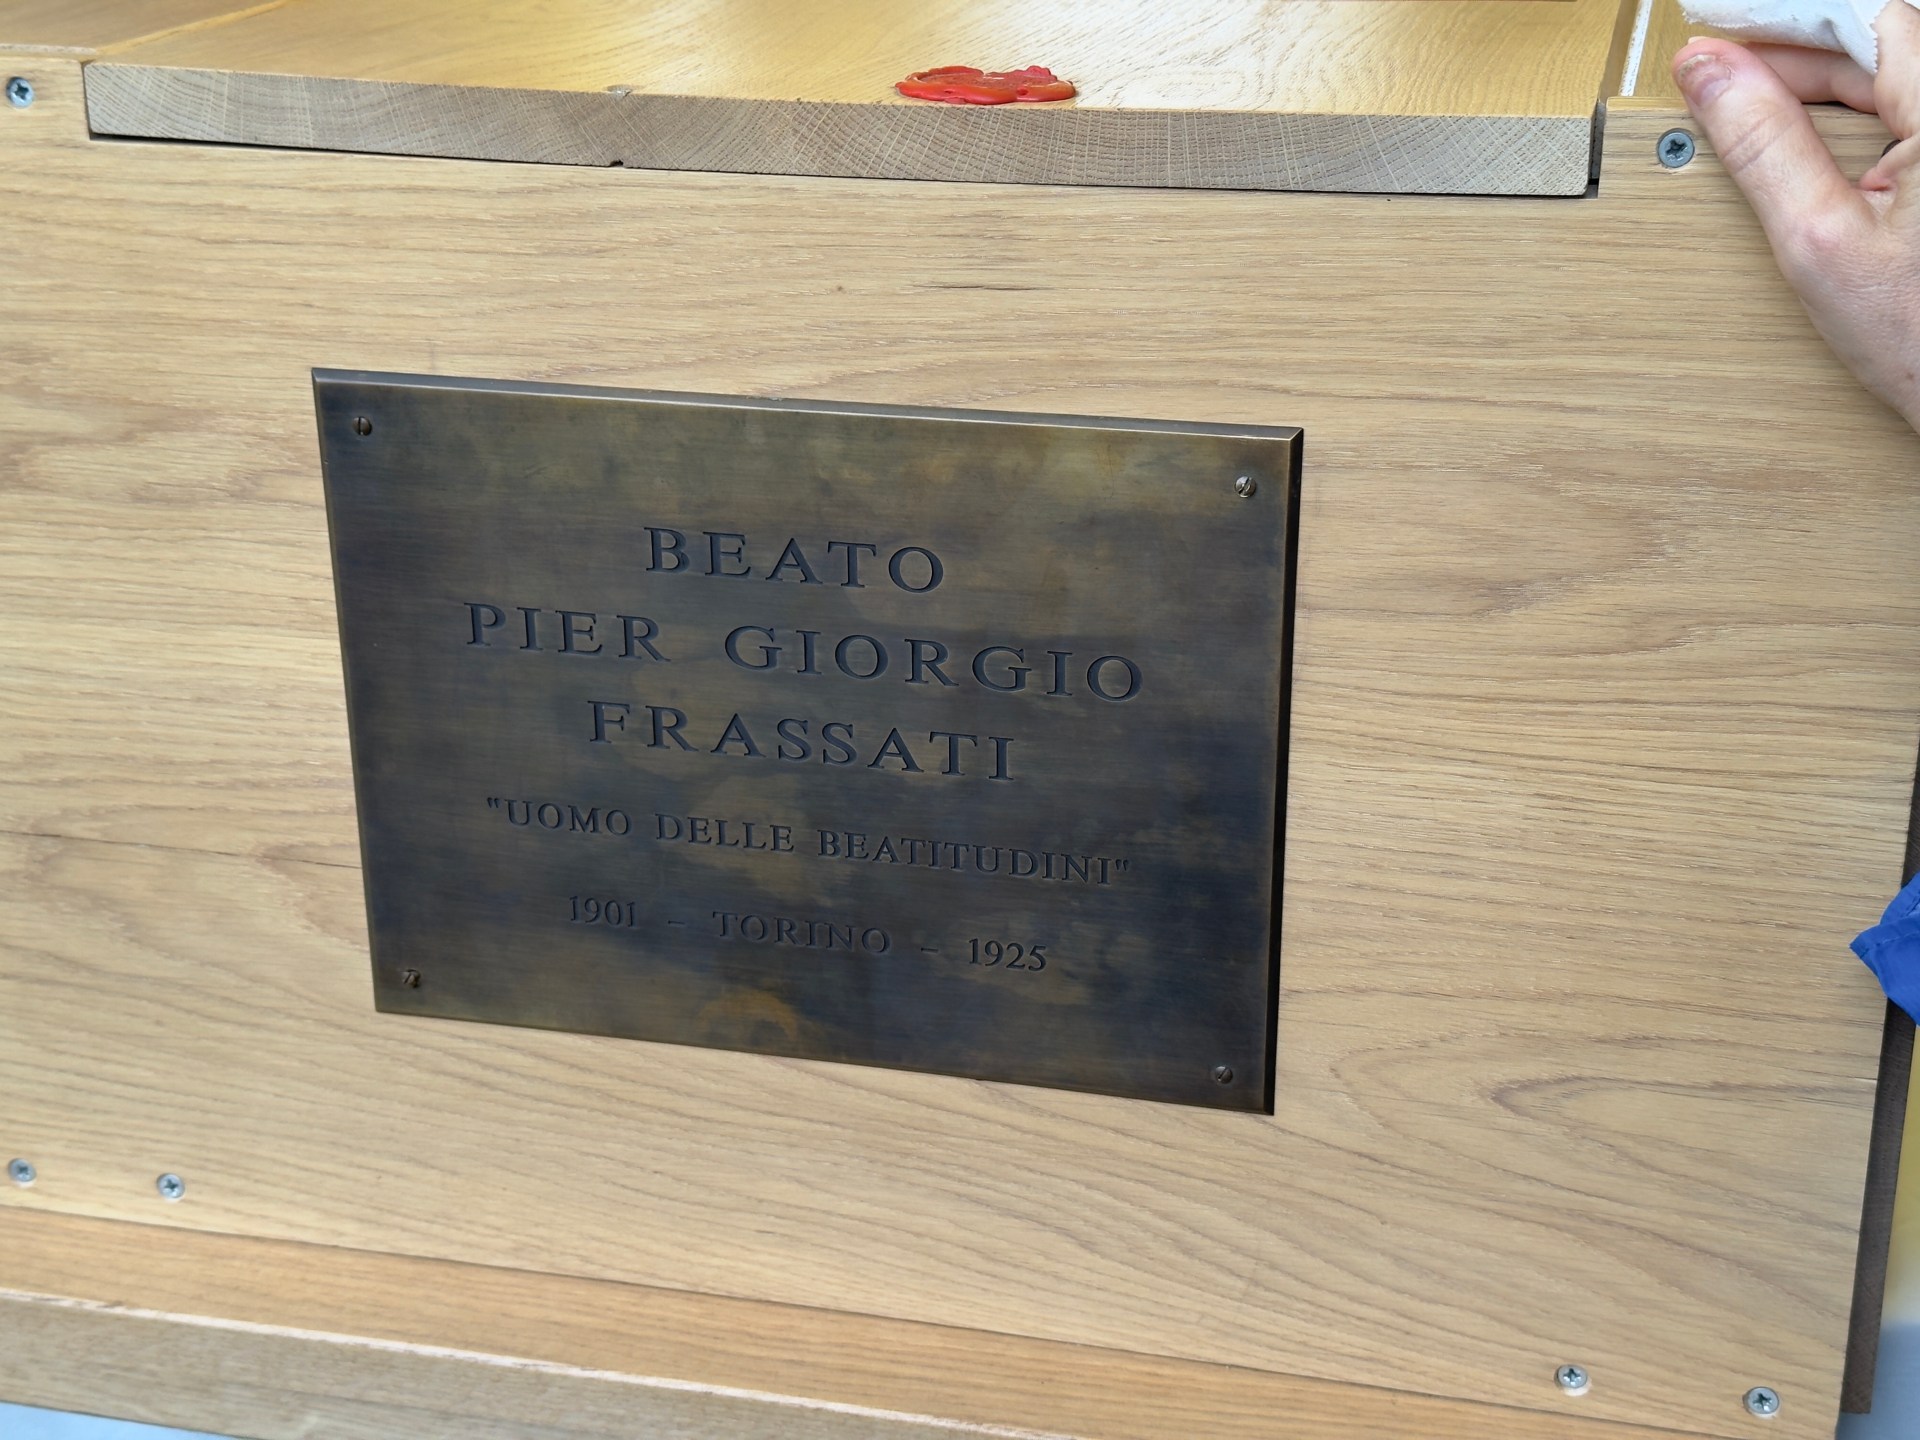 BEATO
PIER GIORGIO
FRASSATI
"UOMO DELLE BEATITUDINI"
1901 - TORINO - 1925